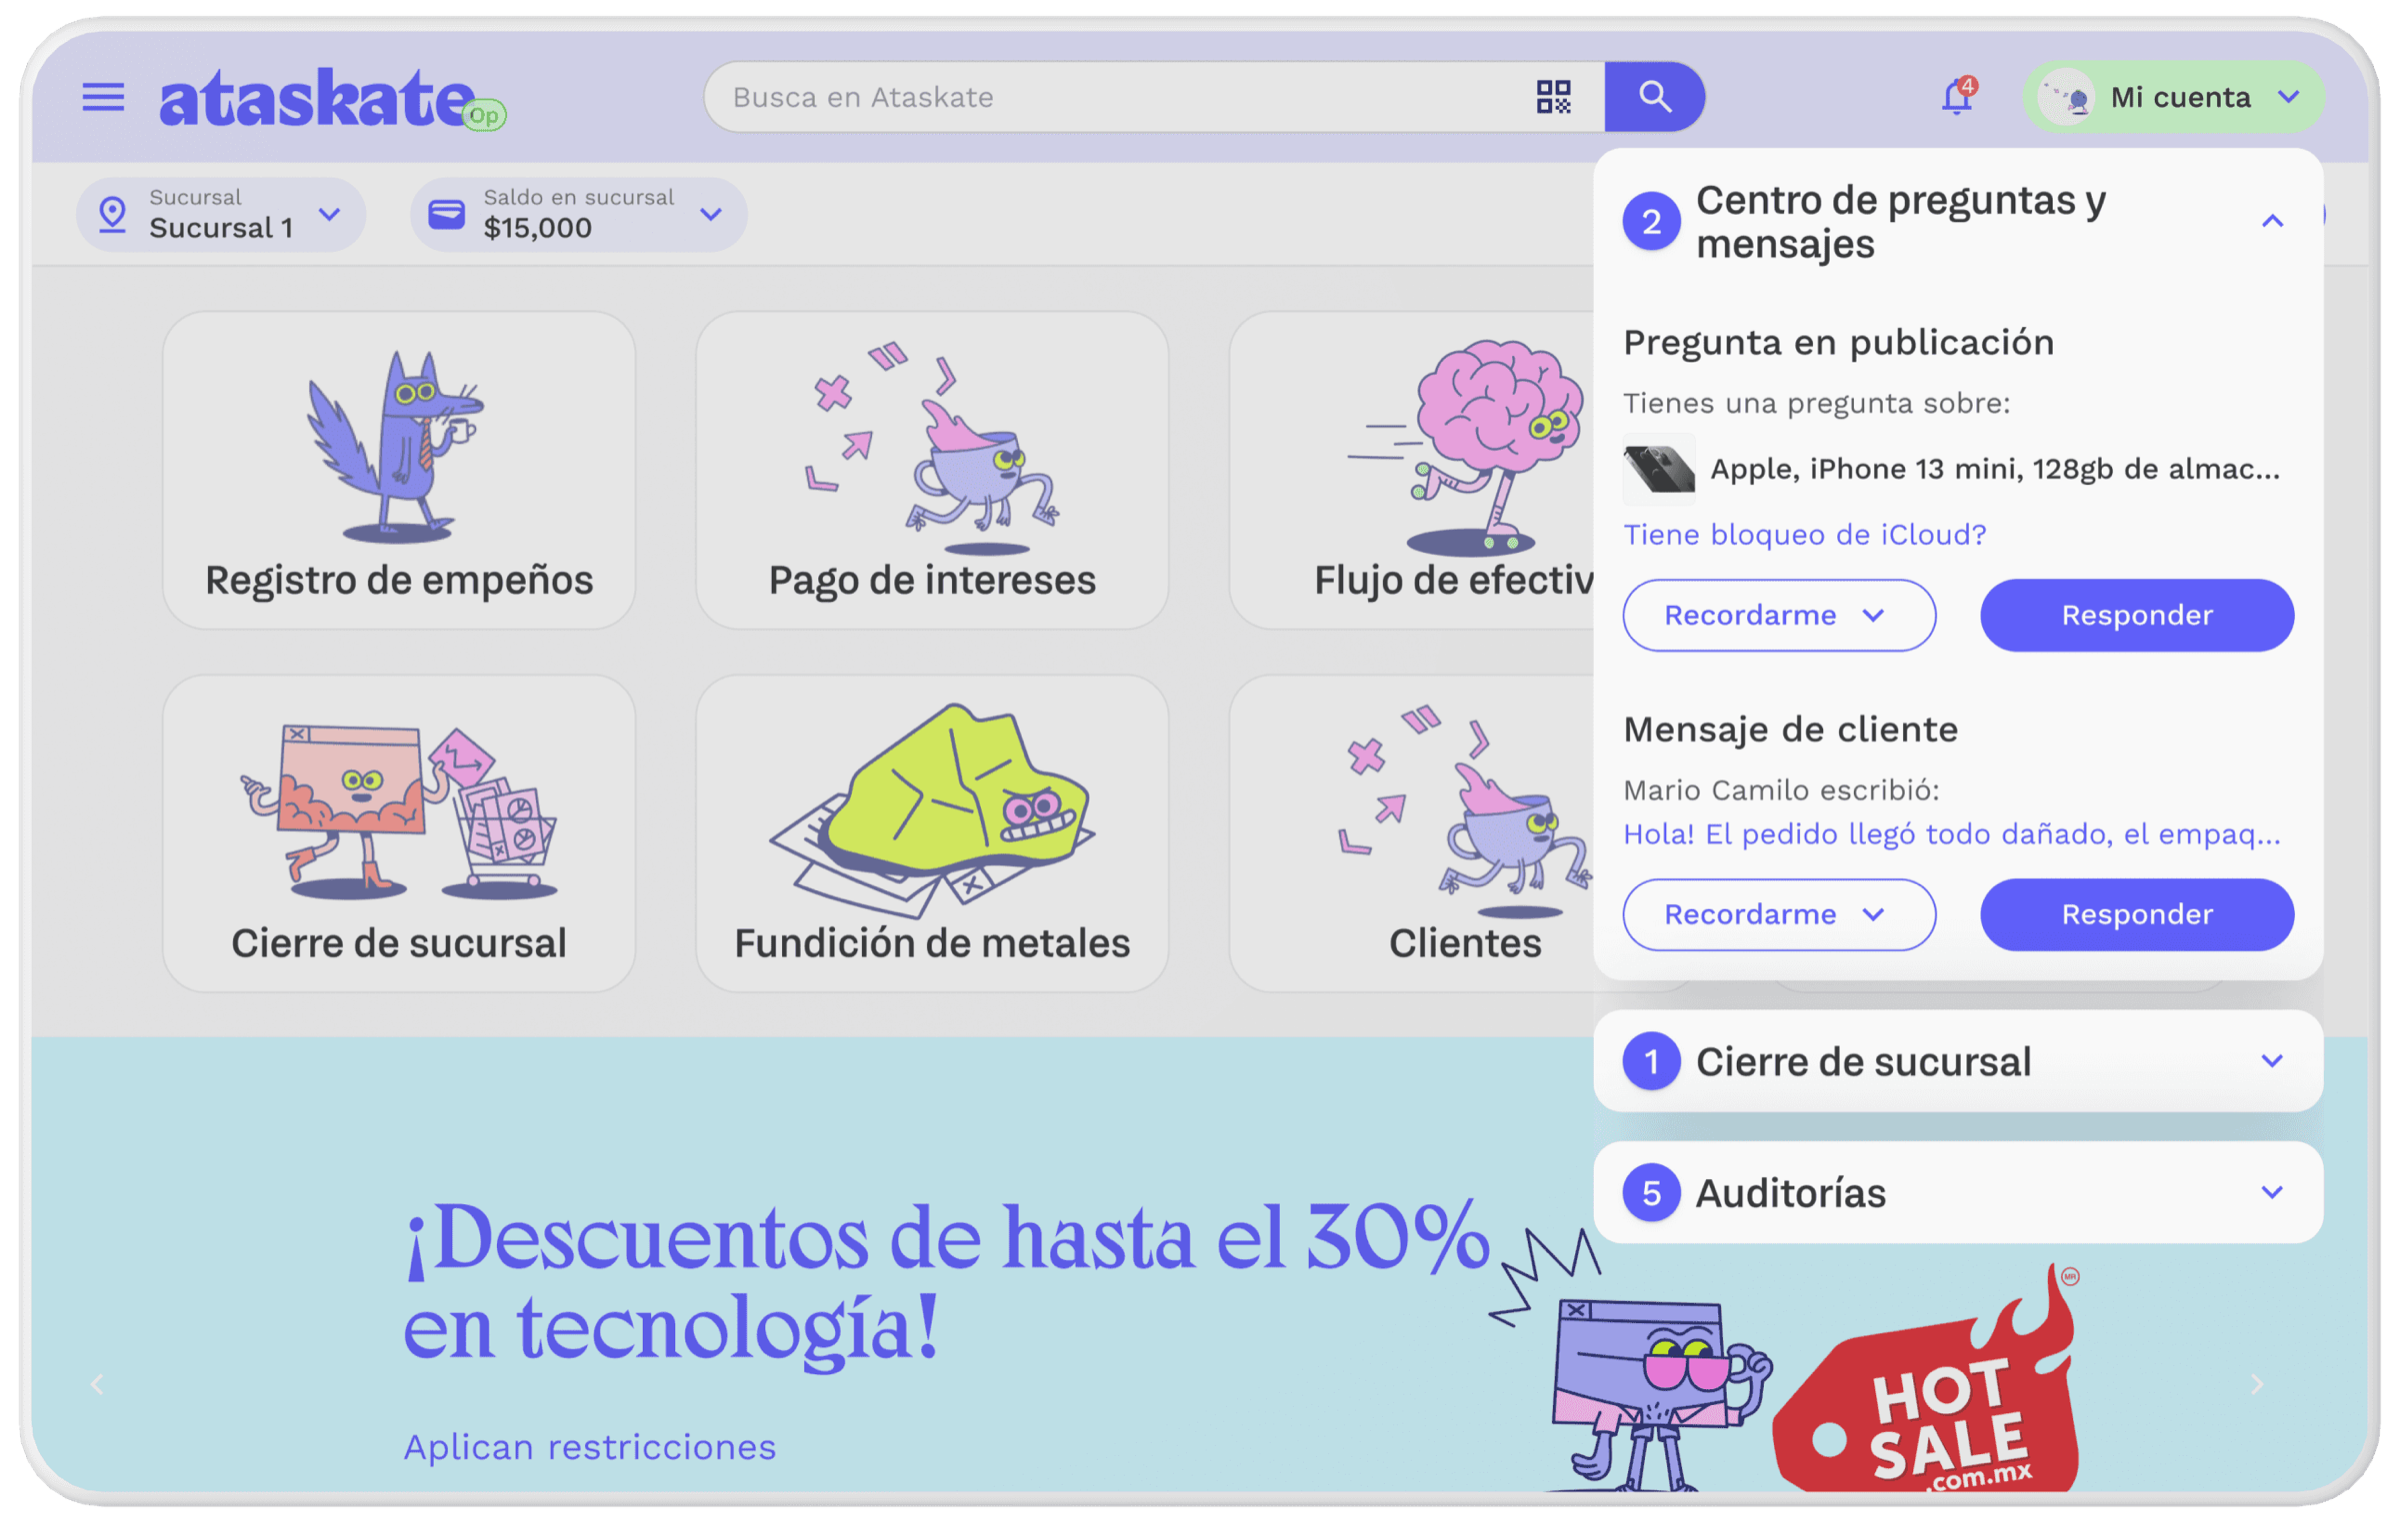 ataskate
Op
Busca en Ataskate
4
Mi cuenta
Sucursal
Sucursal 1
Saldo en sucursal
$15,000
Registro de empeños
Pago de intereses
Flujo de efectiv
Cierre de sucursal
Fundición de metales
Clientes
2
Centro de preguntas y
mensajes
Pregunta en publicación
Tienes una pregunta sobre:
Apple, iPhone 13 mini, 128gb de almac...
Tiene bloqueo de iCloud?
Recordarme
Responder
Mensaje de cliente
Mario Camilo escribió:
Hola! El pedido llegó todo dañado, el empaq...
Recordarme
Responder
1
Cierre de sucursal
5
Auditorías
¡Descuentos de hasta el 30%
en tecnología!
Aplican restricciones
HOT
SALE
.com.mx
MR